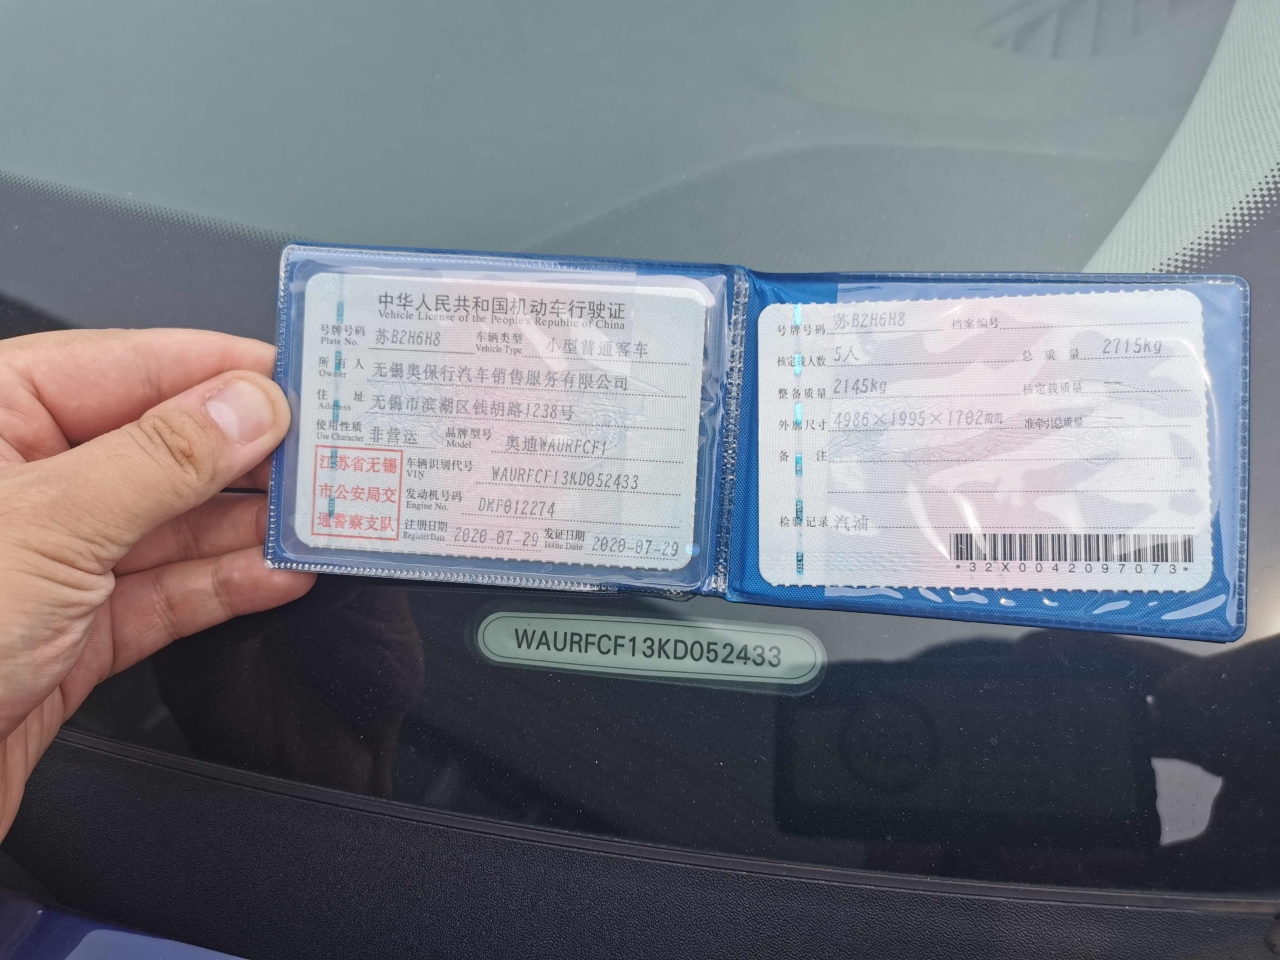 中华人民共和国机动车行驶证
Vehicle License of the People's Republic of China
号牌号码 苏B2H6H8 车辆类型 小型普通客车
Plate No. Vehicle Type
所有人 无锡奥保行汽车销售服务有限公司
Owner
住址 无锡市滨湖区钱胡路1238号
Address
使用性质 非营运 品牌型号 奥迪WAURFCF1
Use Character Model
江苏省无锡
市公安局交
通警察支队
车辆识别代号 WAURFCF13KD052433
VIN
发动机号码 DMF012274
Engine No.
注册日期 2020-07-29 发证日期 2020-07-29
Register Date Issue Date
号牌号码 苏B2H6H8 档案编号
核定载人数 5人 总质量 2715kg
整备质量 2145kg 核定载质量 --
外廓尺寸 4986×1995×1702mm 准牵引总质量 --
备注
检验记录 汽油
*32X0042097073*
WAURFCF13KD052433